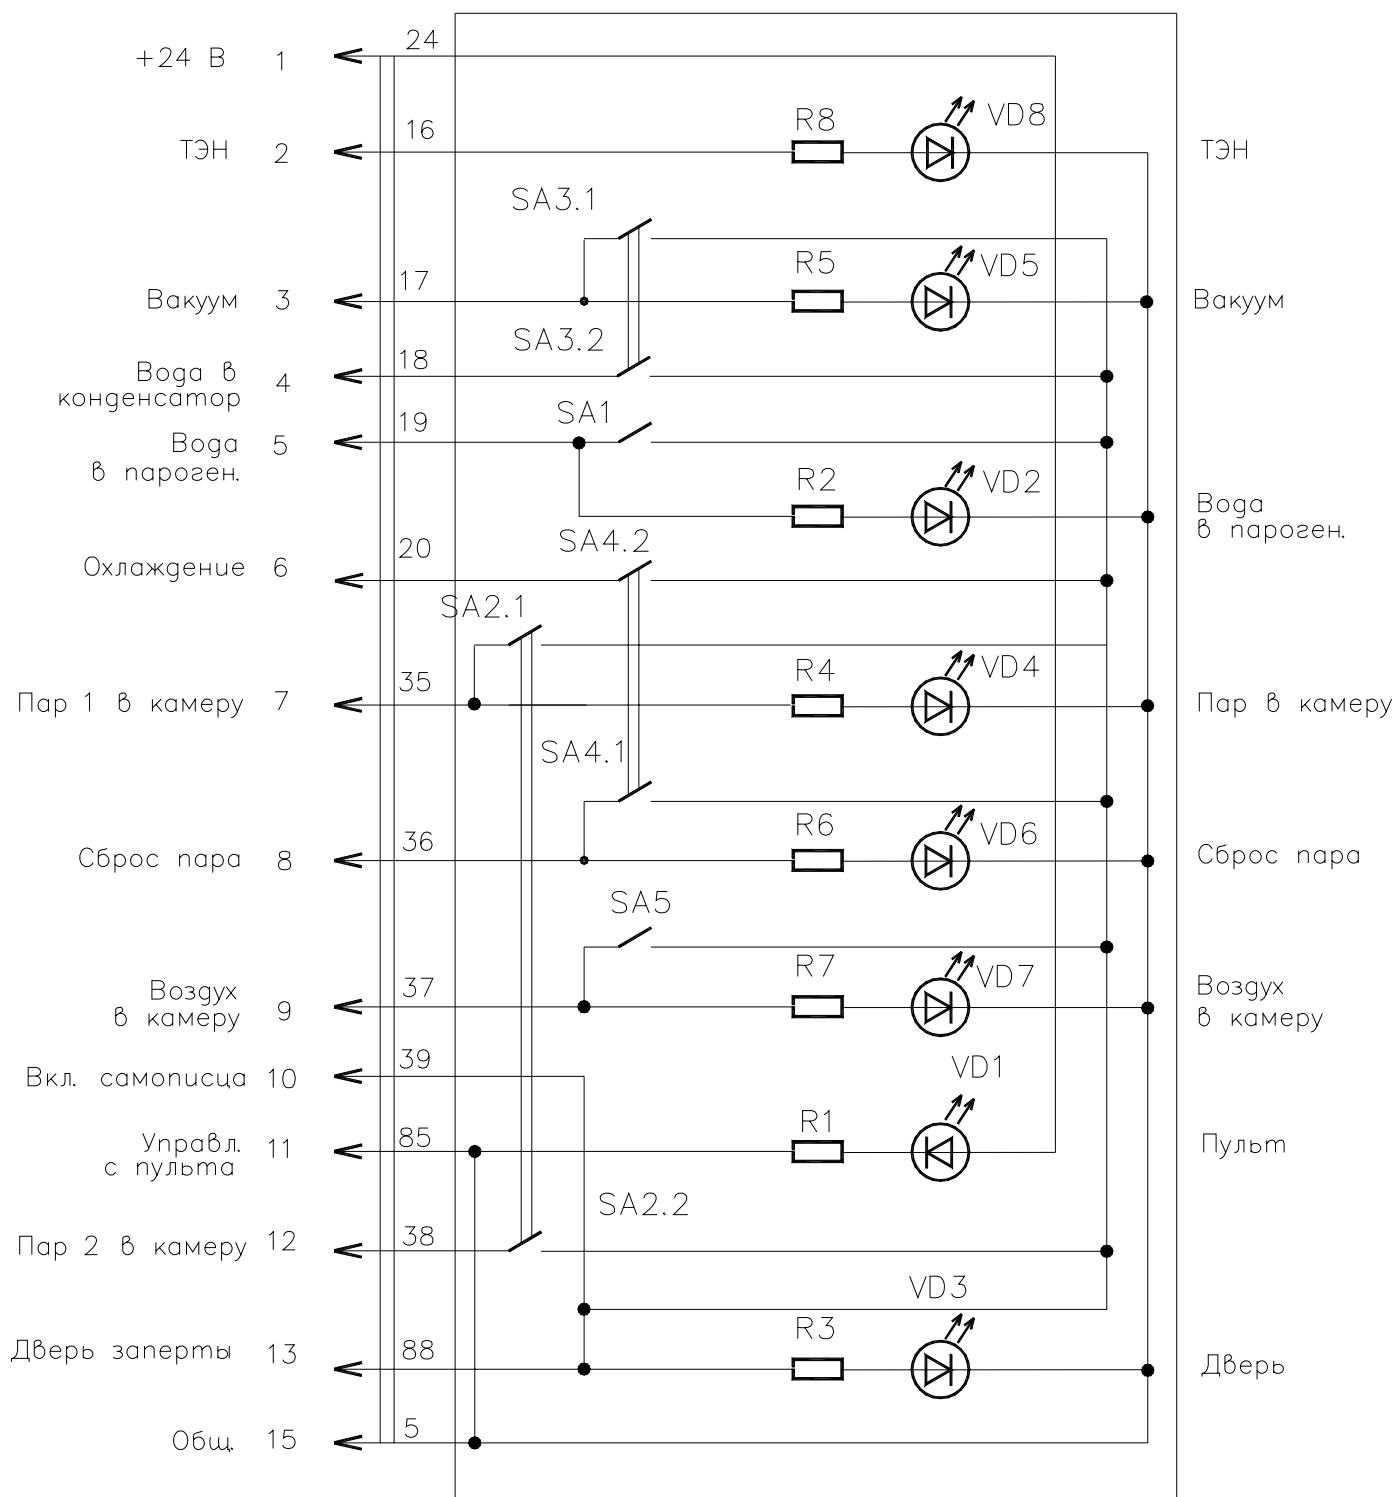 24
+24 В 1
16 R8 VD8
ТЭН 2 ТЭН
SA3.1
17 R5 VD5
Вакуум 3 Вакуум
SA3.2
18
Вода в
конденсатор 4
19 SA1
Вода
в пароген. 5
R2 VD2
Вода
в пароген.
20 SA4.2
Охлаждение 6
SA2.1
35 R4 VD4
Пар 1 в камеру 7 Пар в камеру
SA4.1
36 R6 VD6
Сброс пара 8 Сброс пара
SA5
37 R7 VD7
Воздух
в камеру 9
Воздух
в камеру
39 VD1
Вкл. самописца 10
85 R1
Управл.
с пульта 11
Пульт
SA2.2
38
Пар 2 в камеру 12
VD3
88 R3
Дверь заперты 13 Дверь
5
Общ. 15